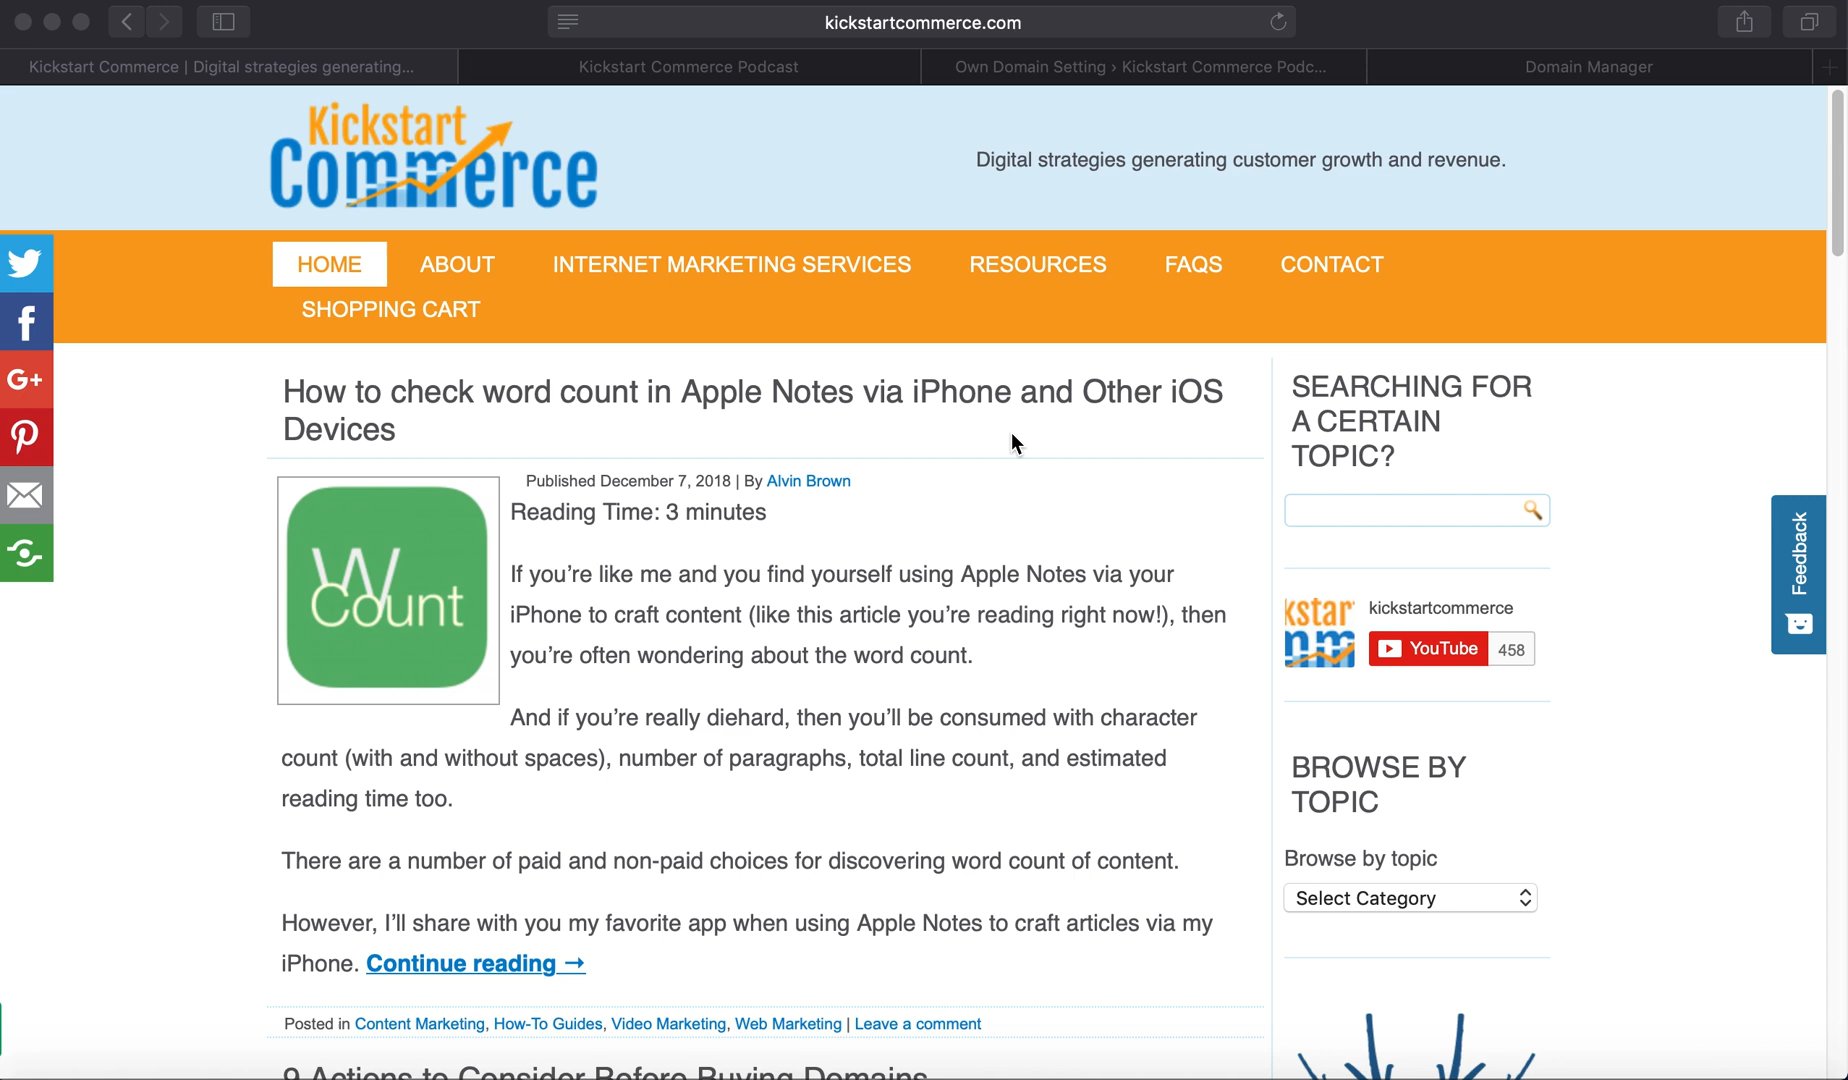 kickstartcommerce.com
Kickstart Commerce | Digital strategies generating...
Kickstart Commerce Podcast
Own Domain Setting › Kickstart Commerce Podc...
Domain Manager
Kickstart
Commerce
Digital strategies generating customer growth and revenue.
HOME ABOUT INTERNET MARKETING SERVICES RESOURCES FAQS CONTACT
SHOPPING CART
How to check word count in Apple Notes via iPhone and Other iOS
Devices
Published December 7, 2018 | By Alvin Brown
Reading Time: 3 minutes
W
Count
If you’re like me and you find yourself using Apple Notes via your
iPhone to craft content (like this article you’re reading right now!), then
you’re often wondering about the word count.
And if you’re really diehard, then you’ll be consumed with character
count (with and without spaces), number of paragraphs, total line count, and estimated
reading time too.
There are a number of paid and non-paid choices for discovering word count of content.
However, I’ll share with you my favorite app when using Apple Notes to craft articles via my
iPhone. Continue reading →
Posted in Content Marketing, How-To Guides, Video Marketing, Web Marketing | Leave a comment
9 Actions to Consider Before Buying Domains
SEARCHING FOR
A CERTAIN
TOPIC?
kickstartcommerce
YouTube 458
BROWSE BY
TOPIC
Browse by topic
Select Category
Feedback
G+